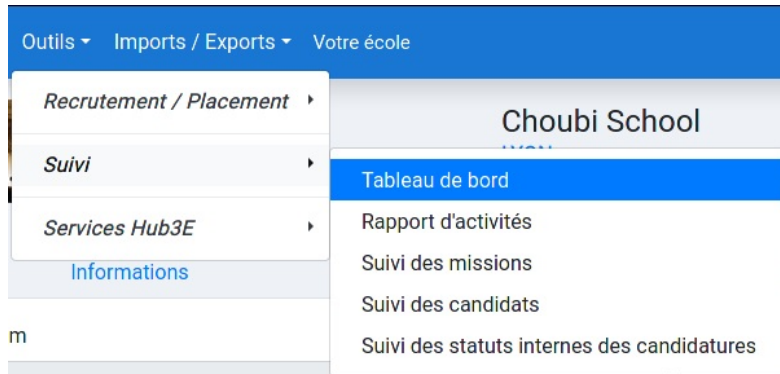 Outils Imports / Exports Votre école
Recrutement / Placement
Choubi School
LYON
Suivi
Tableau de bord
Rapport d'activités
Services Hub3E
Suivi des missions
Informations
Suivi des candidats
m
Suivi des statuts internes des candidatures